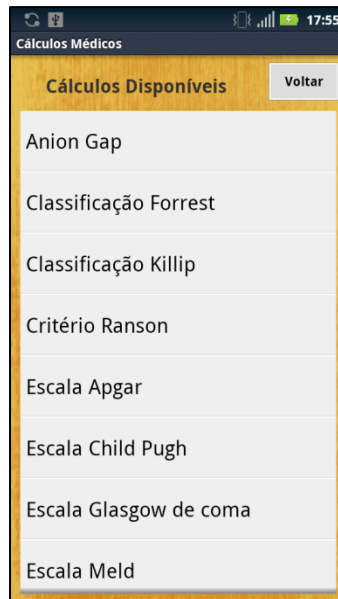 17:55
Cálculos Médicos
Cálculos Disponíveis
Voltar
Anion Gap
Classificação Forrest
Classificação Killip
Critério Ranson
Escala Apgar
Escala Child Pugh
Escala Glasgow de coma
Escala Meld